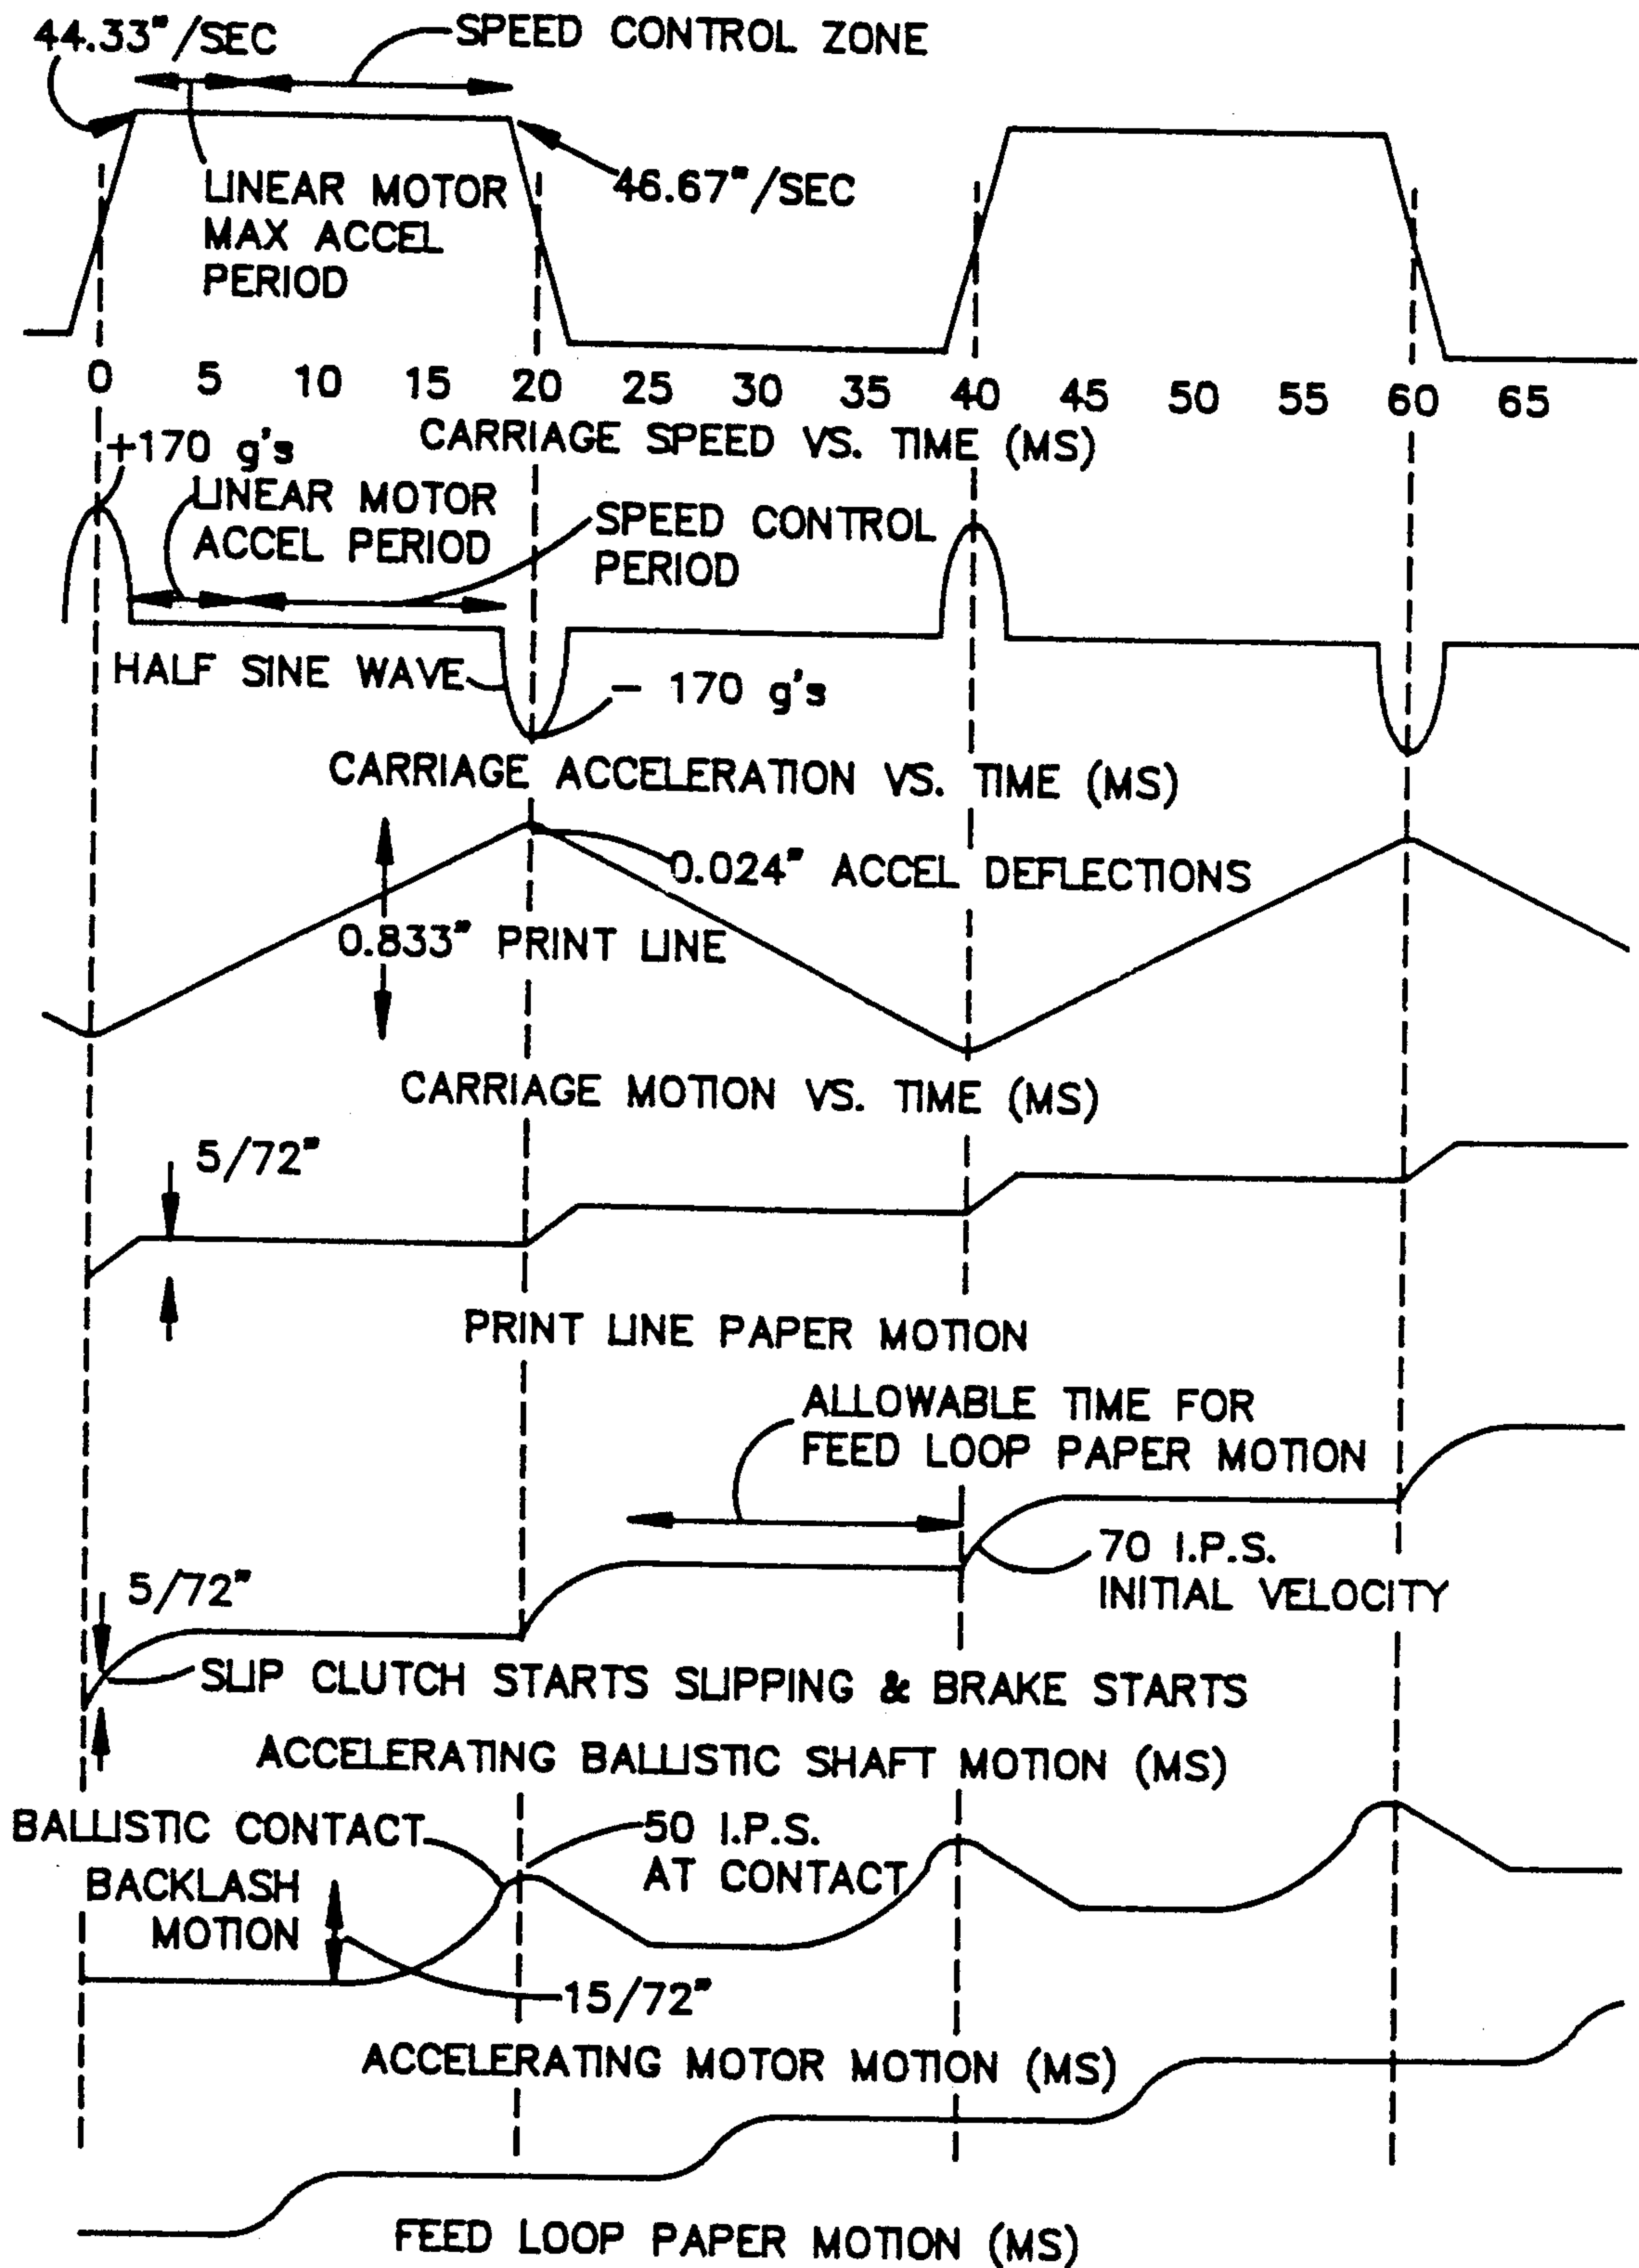 44.33"/SEC
SPEED CONTROL ZONE
LINEAR MOTOR
MAX ACCEL
PERIOD
46.67"/SEC
0 5 10 15 20 25 30 35 40 45 50 55 60 65
CARRIAGE SPEED VS. TIME (MS)
+170 g's
LINEAR MOTOR
ACCEL PERIOD
SPEED CONTROL
PERIOD
HALF SINE WAVE
- 170 g's
CARRIAGE ACCELERATION VS. TIME (MS)
0.024" ACCEL DEFLECTIONS
0.833" PRINT LINE
CARRIAGE MOTION VS. TIME (MS)
5/72"
PRINT LINE PAPER MOTION
ALLOWABLE TIME FOR
FEED LOOP PAPER MOTION
70 I.P.S.
INITIAL VELOCITY
5/72"
SLIP CLUTCH STARTS SLIPPING & BRAKE STARTS
ACCELERATING BALLISTIC SHAFT MOTION (MS)
BALLISTIC CONTACT
50 I.P.S.
AT CONTACT
BACKLASH
MOTION
15/72"
ACCELERATING MOTOR MOTION (MS)
FEED LOOP PAPER MOTION (MS)